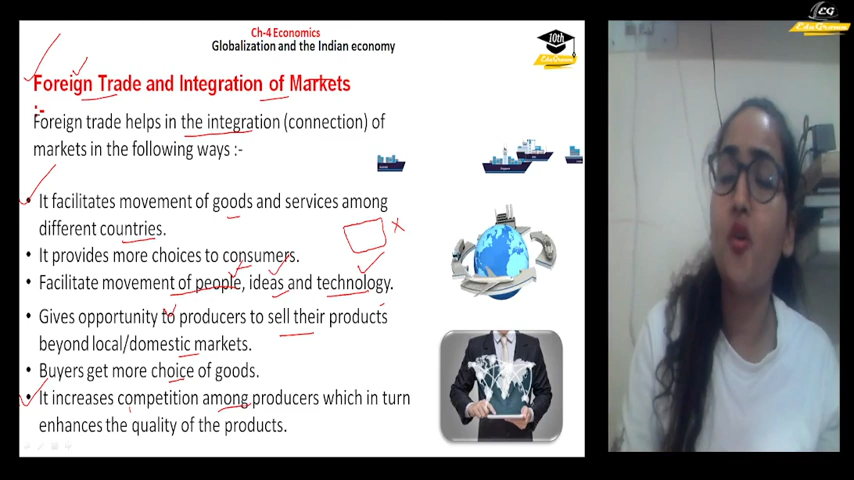 Ch-4 Economics
Globalization and the Indian economy
10th
EduGrown
CG
EduGrown
Foreign Trade and Integration of Markets
:-
Foreign trade helps in the integration (connection) of
markets in the following ways :-
• It facilitates movement of goods and services among
different countries.
• It provides more choices to consumers.
• Facilitate movement of people, ideas and technology.
• Gives opportunity to producers to sell their products
beyond local/domestic markets.
• Buyers get more choice of goods.
• It increases competition among producers which in turn
enhances the quality of the products.